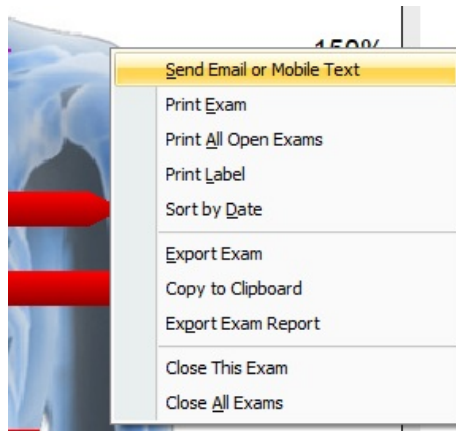 150%
Send Email or Mobile Text
Print Exam
Print All Open Exams
Print Label
Sort by Date
Export Exam
Copy to Clipboard
Export Exam Report
Close This Exam
Close All Exams